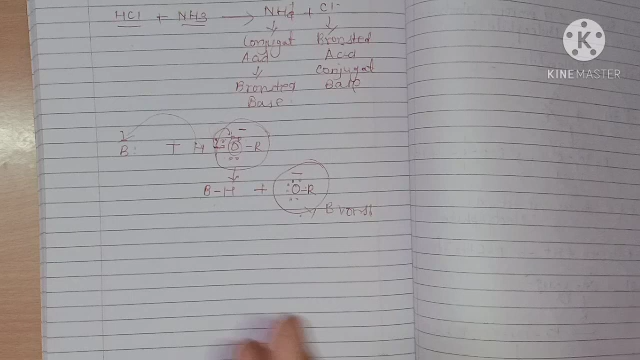 HCl + NH3 → NH4+ + Cl-
Conjugat Bronsted
Acid Acid
Bronsted Conjugat
Base Base
B: + H :O - R
B-H + :O-R
Bronst
KINEMASTER